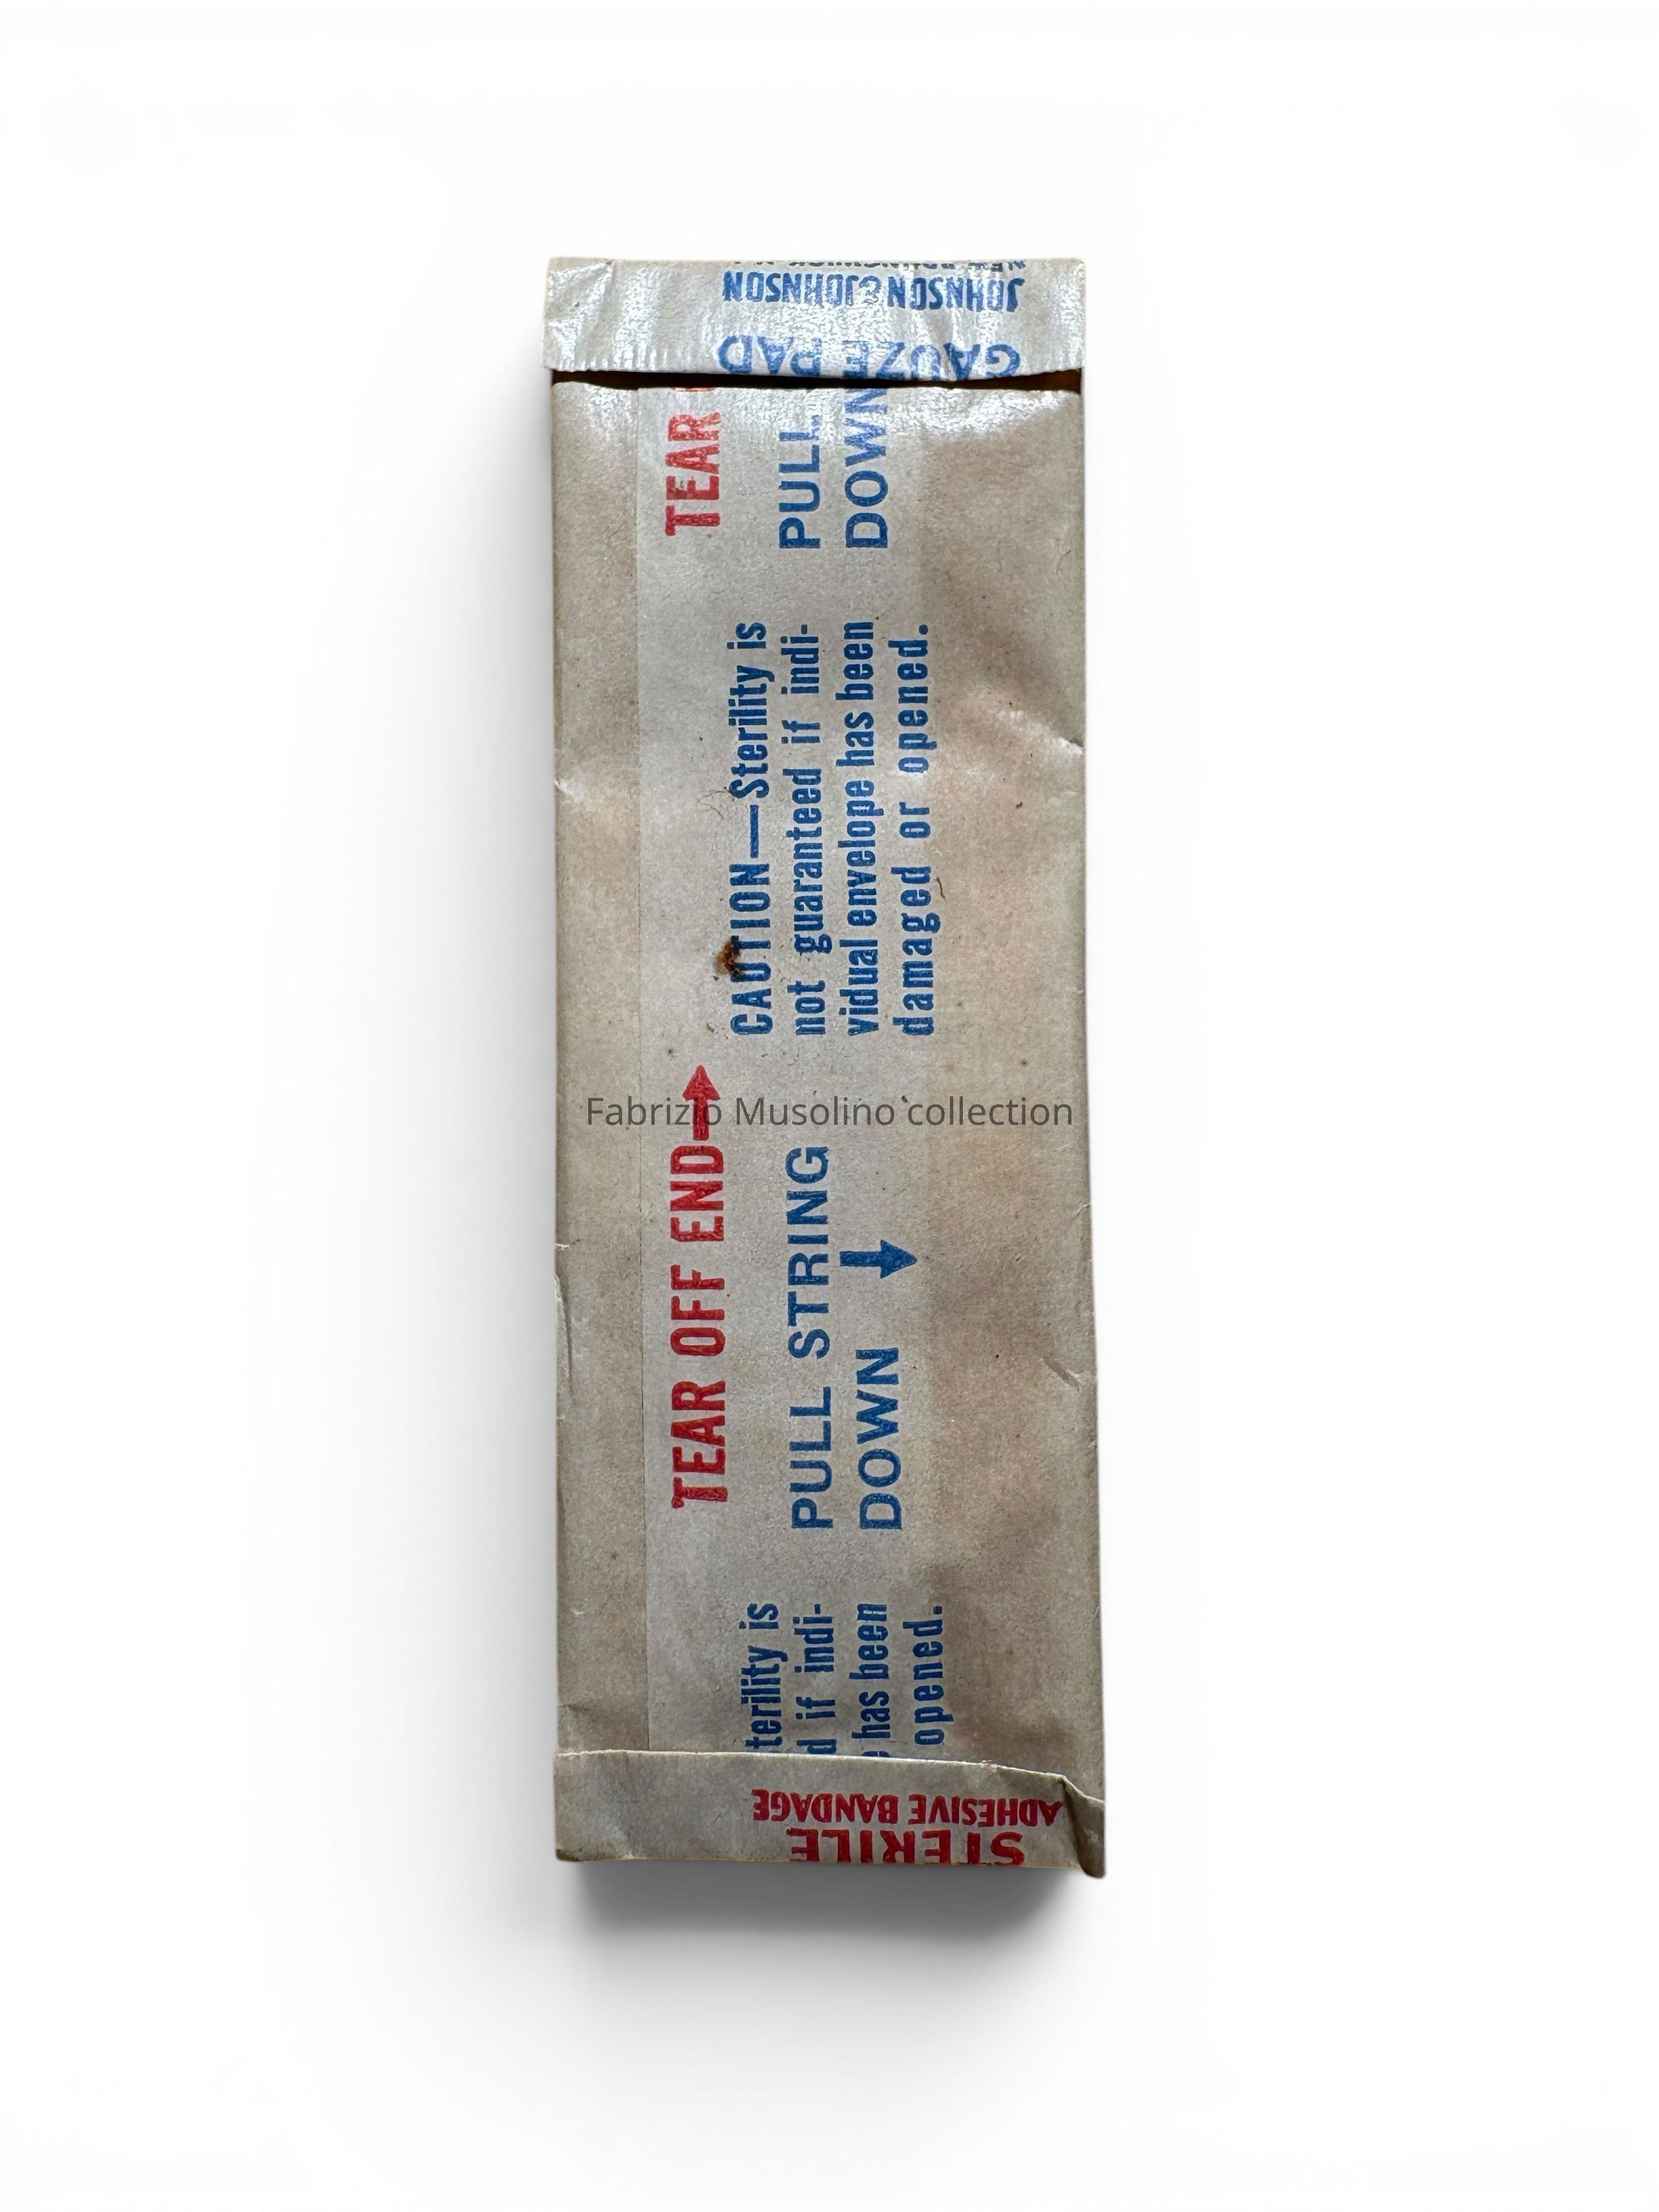 JOHNSON & JOHNSON
GAUZE PAD
TEAR
PULL
DOWN
CAUTION—Sterility is
not guaranteed if indi-
vidual envelope has been
damaged or opened.
TEAR OFF END→
PULL STRING
DOWN ↓
terility is
d if indi-
has been
opened.
STERILE
ADHESIVE BANDAGE
Fabrizio Musolino collection